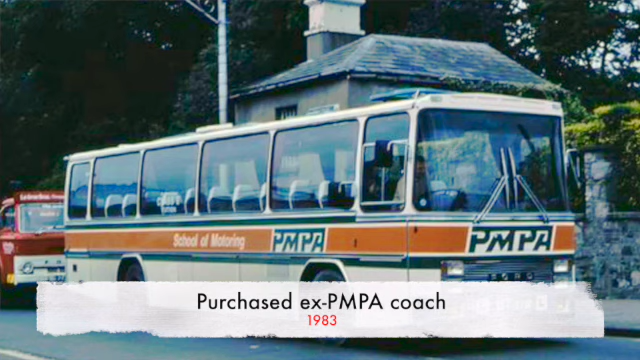 PMPA
School of Motoring
PMPA
Purchased ex-PMPA coach
1983